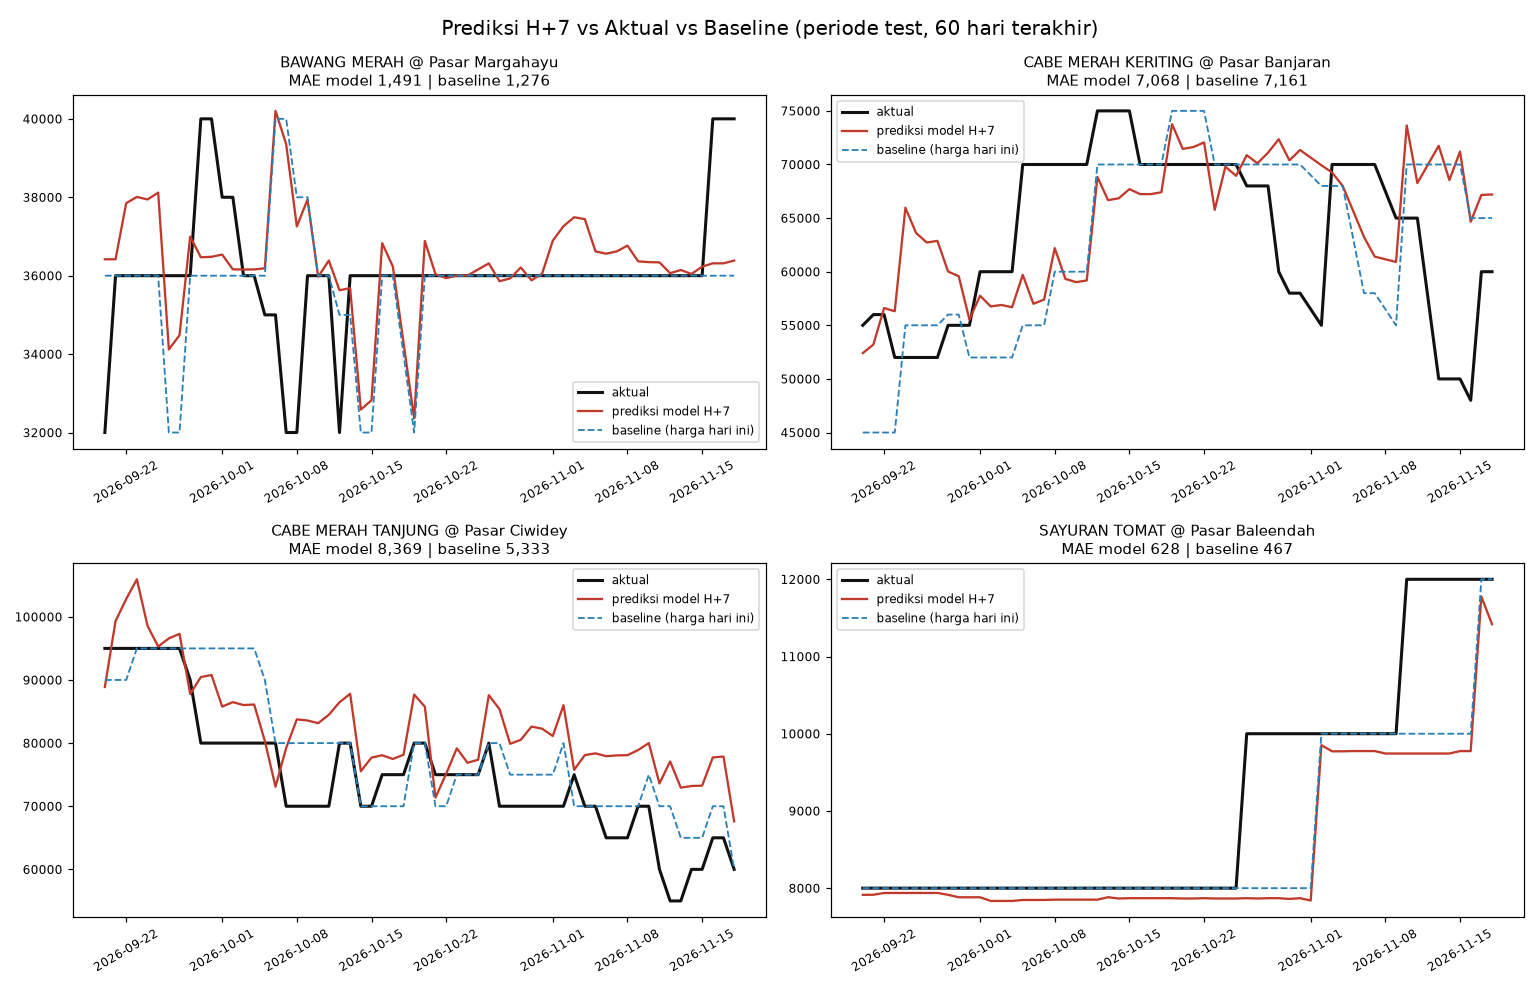 Prediksi H+7 vs Aktual vs Baseline (periode test, 60 hari terakhir)
BAWANG MERAH @ Pasar Margahayu
MAE model 1,491 | baseline 1,276
40000
38000
36000
34000
32000
aktual
prediksi model H+7
baseline (harga hari ini)
2026-09-22
2026-10-01
2026-10-08
2026-10-15
2026-10-22
2026-11-01
2026-11-08
2026-11-15
CABE MERAH KERITING @ Pasar Banjaran
MAE model 7,068 | baseline 7,161
75000
70000
65000
60000
55000
50000
45000
aktual
prediksi model H+7
baseline (harga hari ini)
2026-09-22
2026-10-01
2026-10-08
2026-10-15
2026-10-22
2026-11-01
2026-11-08
2026-11-15
CABE MERAH TANJUNG @ Pasar Ciwidey
MAE model 8,369 | baseline 5,333
100000
90000
80000
70000
60000
aktual
prediksi model H+7
baseline (harga hari ini)
2026-09-22
2026-10-01
2026-10-08
2026-10-15
2026-10-22
2026-11-01
2026-11-08
2026-11-15
SAYURAN TOMAT @ Pasar Baleendah
MAE model 628 | baseline 467
12000
11000
10000
9000
8000
aktual
prediksi model H+7
baseline (harga hari ini)
2026-09-22
2026-10-01
2026-10-08
2026-10-15
2026-10-22
2026-11-01
2026-11-08
2026-11-15